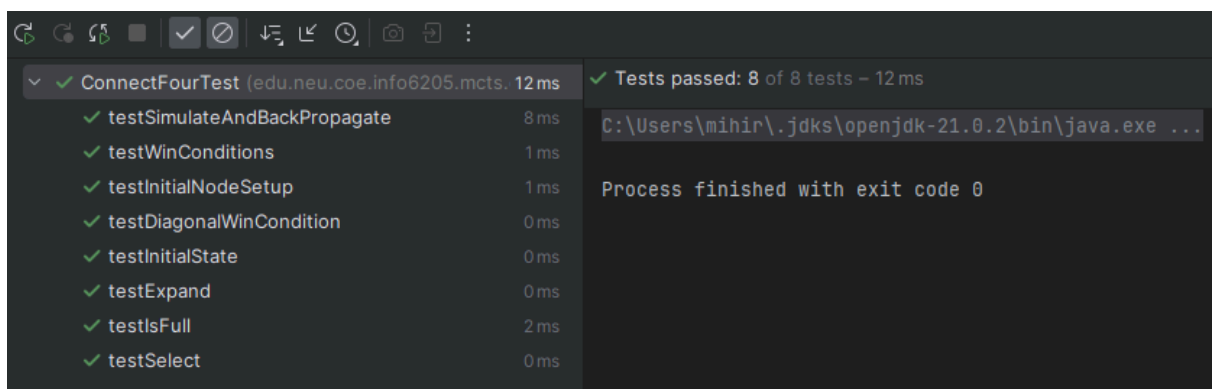 ConnectFourTest (edu.neu.coe.info6205.mcts. 12 ms
testSimulateAndBackPropagate 8 ms
testWinConditions 1 ms
testInitialNodeSetup 1 ms
testDiagonalWinCondition 0 ms
testInitialState 0 ms
testExpand 0 ms
testIsFull 2 ms
testSelect 0 ms
Tests passed: 8 of 8 tests – 12 ms
C:\Users\mihir\.jdks\openjdk-21.0.2\bin\java.exe ...
Process finished with exit code 0